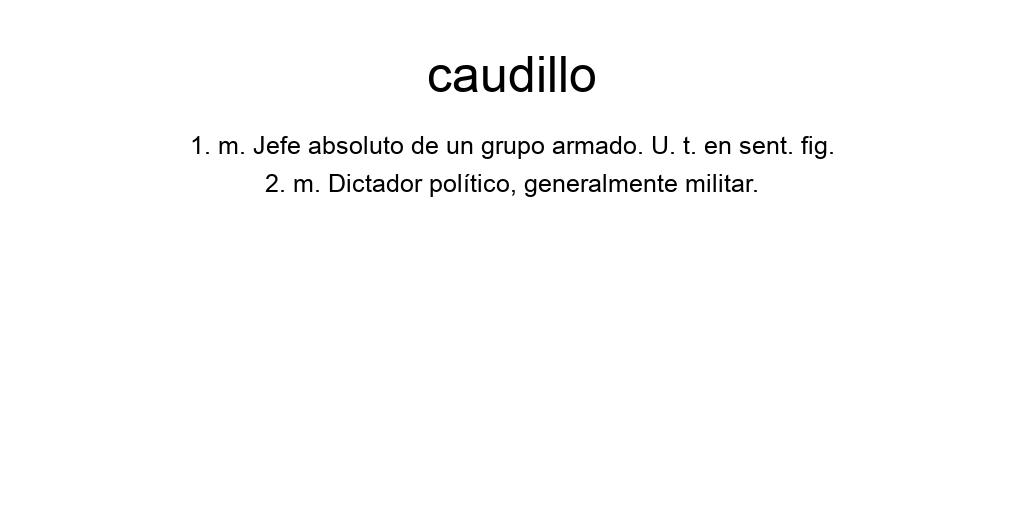 caudillo
1. m. Jefe absoluto de un grupo armado. U. t. en sent. fig.
2. m. Dictador político, generalmente militar.